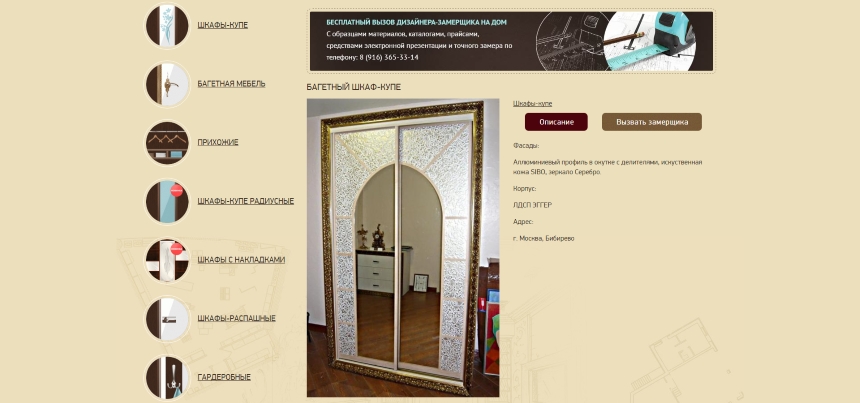 ШКАФЫ-КУПЕ
БАГЕТНАЯ МЕБЕЛЬ
ПРИХОЖИЕ
ШКАФЫ-КУПЕ РАДИУСНЫЕ
ШКАФЫ С НАКЛАДКАМИ
ШКАФЫ-РАСПАШНЫЕ
ГАРДЕРОБНЫЕ
БЕСПЛАТНЫЙ ВЫЗОВ ДИЗАЙНЕРА-ЗАМЕРЩИКА НА ДОМ
С образцами материалов, каталогами, прайсами,
средствами электронной презентации и точного замера по
телефону: 8 (916) 365-33-14
БАГЕТНЫЙ ШКАФ-КУПЕ
Шкафы-купе
Описание
Вызвать замерщика
Фасады:
Аллюминиевый профиль в окутке с делителями, искуственная
кожа SIBO, зеркало Серебро.
Корпус:
ЛДСП ЭГГЕР
Адрес:
г. Москва, Бибирево